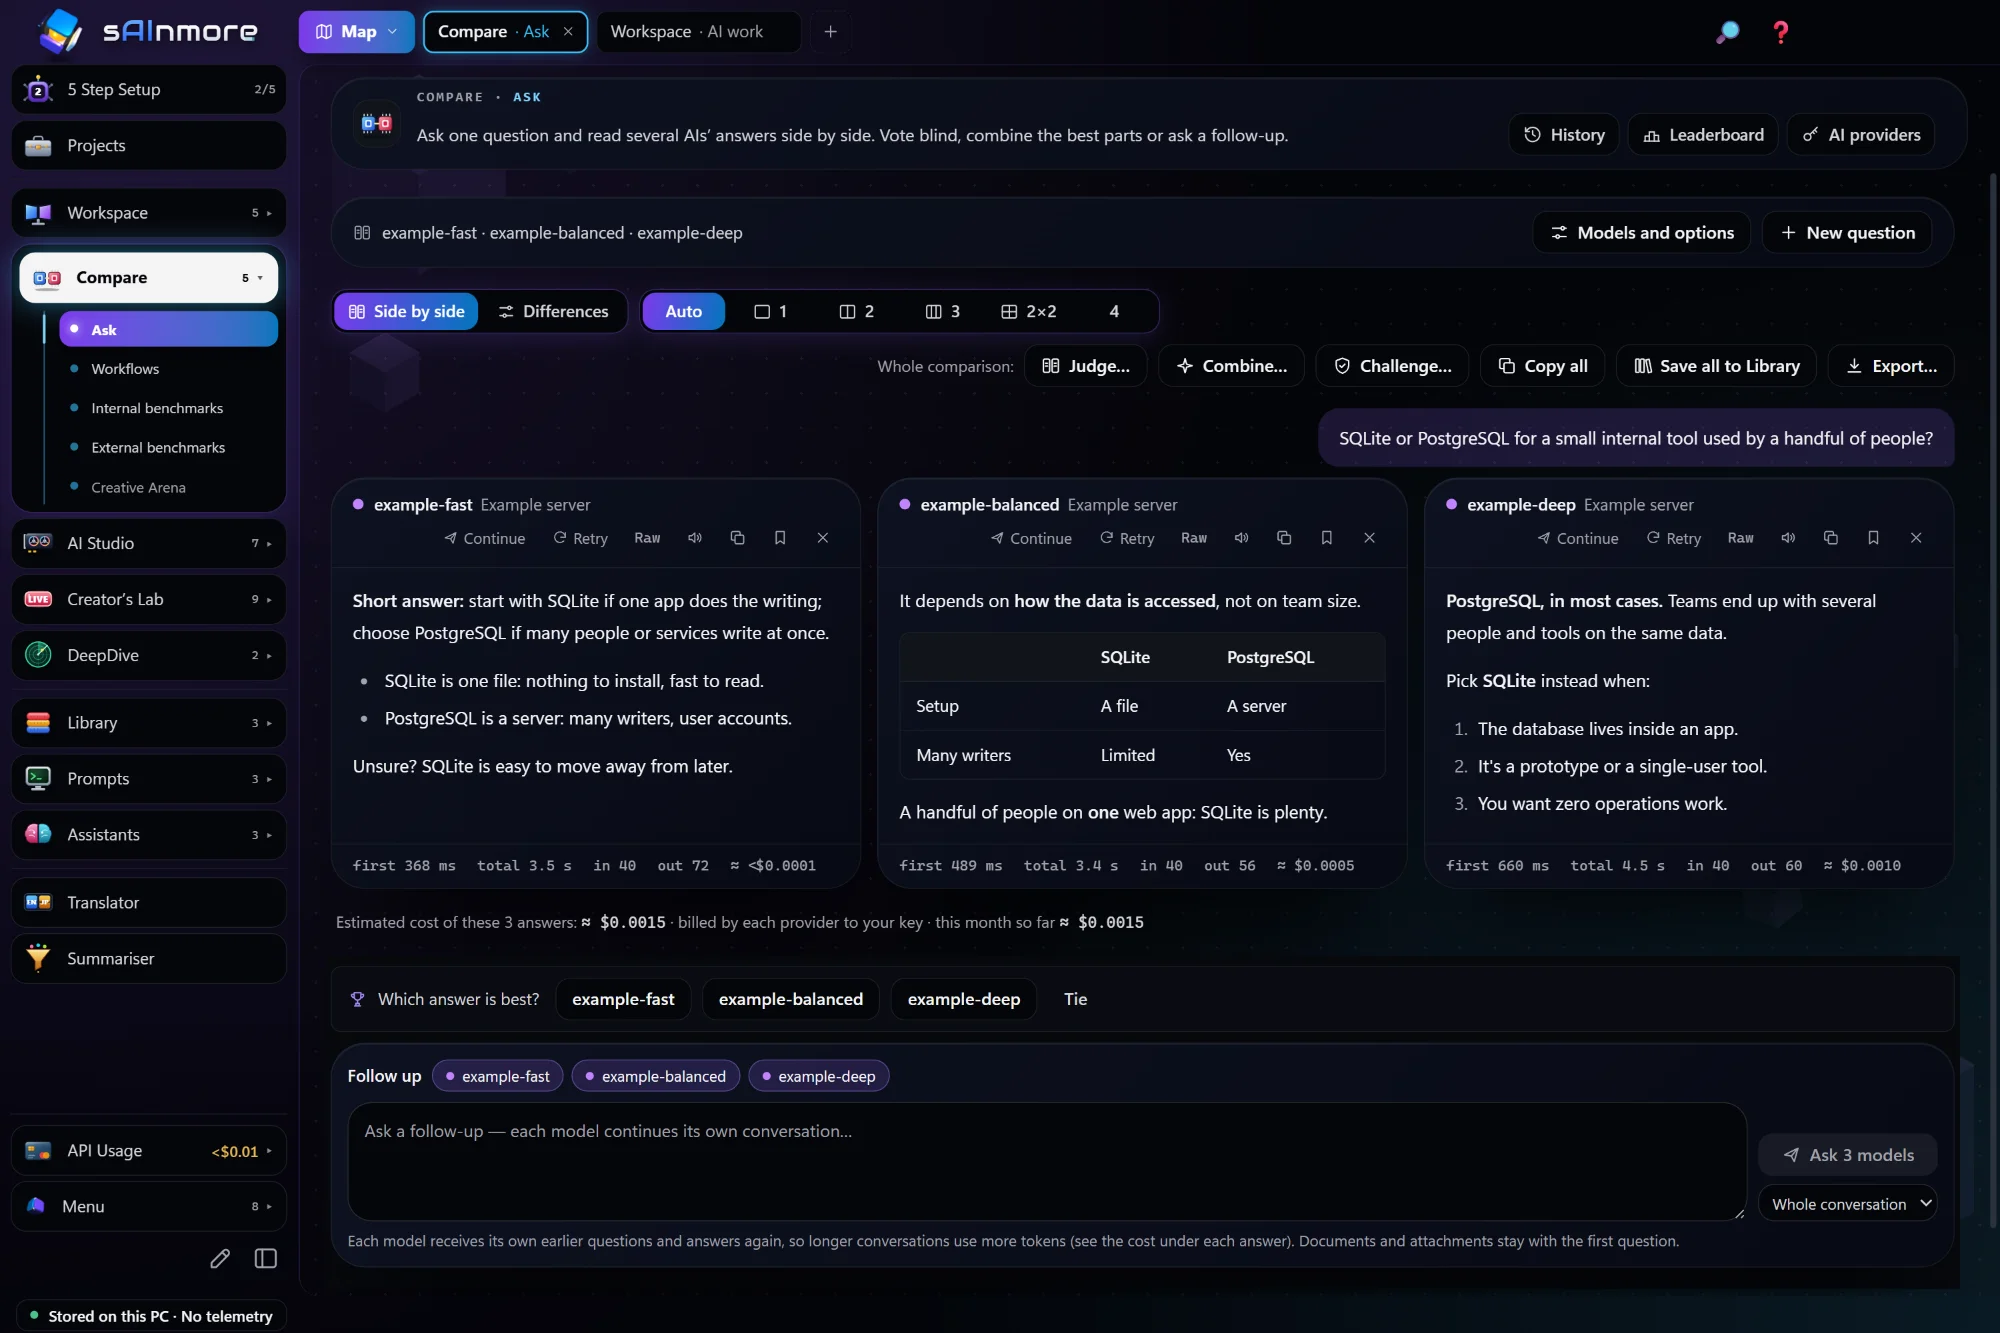 sAInmore
Map
Compare · Ask
Workspace · AI work
2
5 Step Setup 2/5
Projects
Workspace 5
Compare 5
Ask
Workflows
Internal benchmarks
External benchmarks
Creative Arena
AI Studio 7
LIVE
Creator's Lab 9
DeepDive 2
Library 3
Prompts 3
Assistants 3
Translator
Summariser
API Usage <$0.01
Menu 8
Stored on this PC · No telemetry
COMPARE · ASK
Ask one question and read several AIs’ answers side by side. Vote blind, combine the best parts or ask a follow-up.
History
Leaderboard
AI providers
example-fast · example-balanced · example-deep
Models and options
New question
Side by side
Differences
Auto
1
2
3
2×2
4
Whole comparison:
Judge...
Combine...
Challenge...
Copy all
Save all to Library
Export...
SQLite or PostgreSQL for a small internal tool used by a handful of people?
example-fast Example server
Continue Retry Raw
Short answer: start with SQLite if one app does the writing;
choose PostgreSQL if many people or services write at once.
• SQLite is one file: nothing to install, fast to read.
• PostgreSQL is a server: many writers, user accounts.
Unsure? SQLite is easy to move away from later.
first 368 ms total 3.5 s in 40 out 72 ≈ <$0.0001
example-balanced Example server
Continue Retry Raw
It depends on how the data is accessed, not on team size.
SQLite PostgreSQL
Setup A file A server
Many writers Limited Yes
A handful of people on one web app: SQLite is plenty.
first 489 ms total 3.4 s in 40 out 56 ≈ $0.0005
example-deep Example server
Continue Retry Raw
PostgreSQL, in most cases. Teams end up with several
people and tools on the same data.
Pick SQLite instead when:
1. The database lives inside an app.
2. It's a prototype or a single-user tool.
3. You want zero operations work.
first 660 ms total 4.5 s in 40 out 60 ≈ $0.0010
Estimated cost of these 3 answers: ≈ $0.0015 · billed by each provider to your key · this month so far ≈ $0.0015
Which answer is best? example-fast example-balanced example-deep Tie
Follow up example-fast example-balanced example-deep
Ask a follow-up — each model continues its own conversation...
Ask 3 models
Whole conversation
Each model receives its own earlier questions and answers again, so longer conversations use more tokens (see the cost under each answer). Documents and attachments stay with the first question.